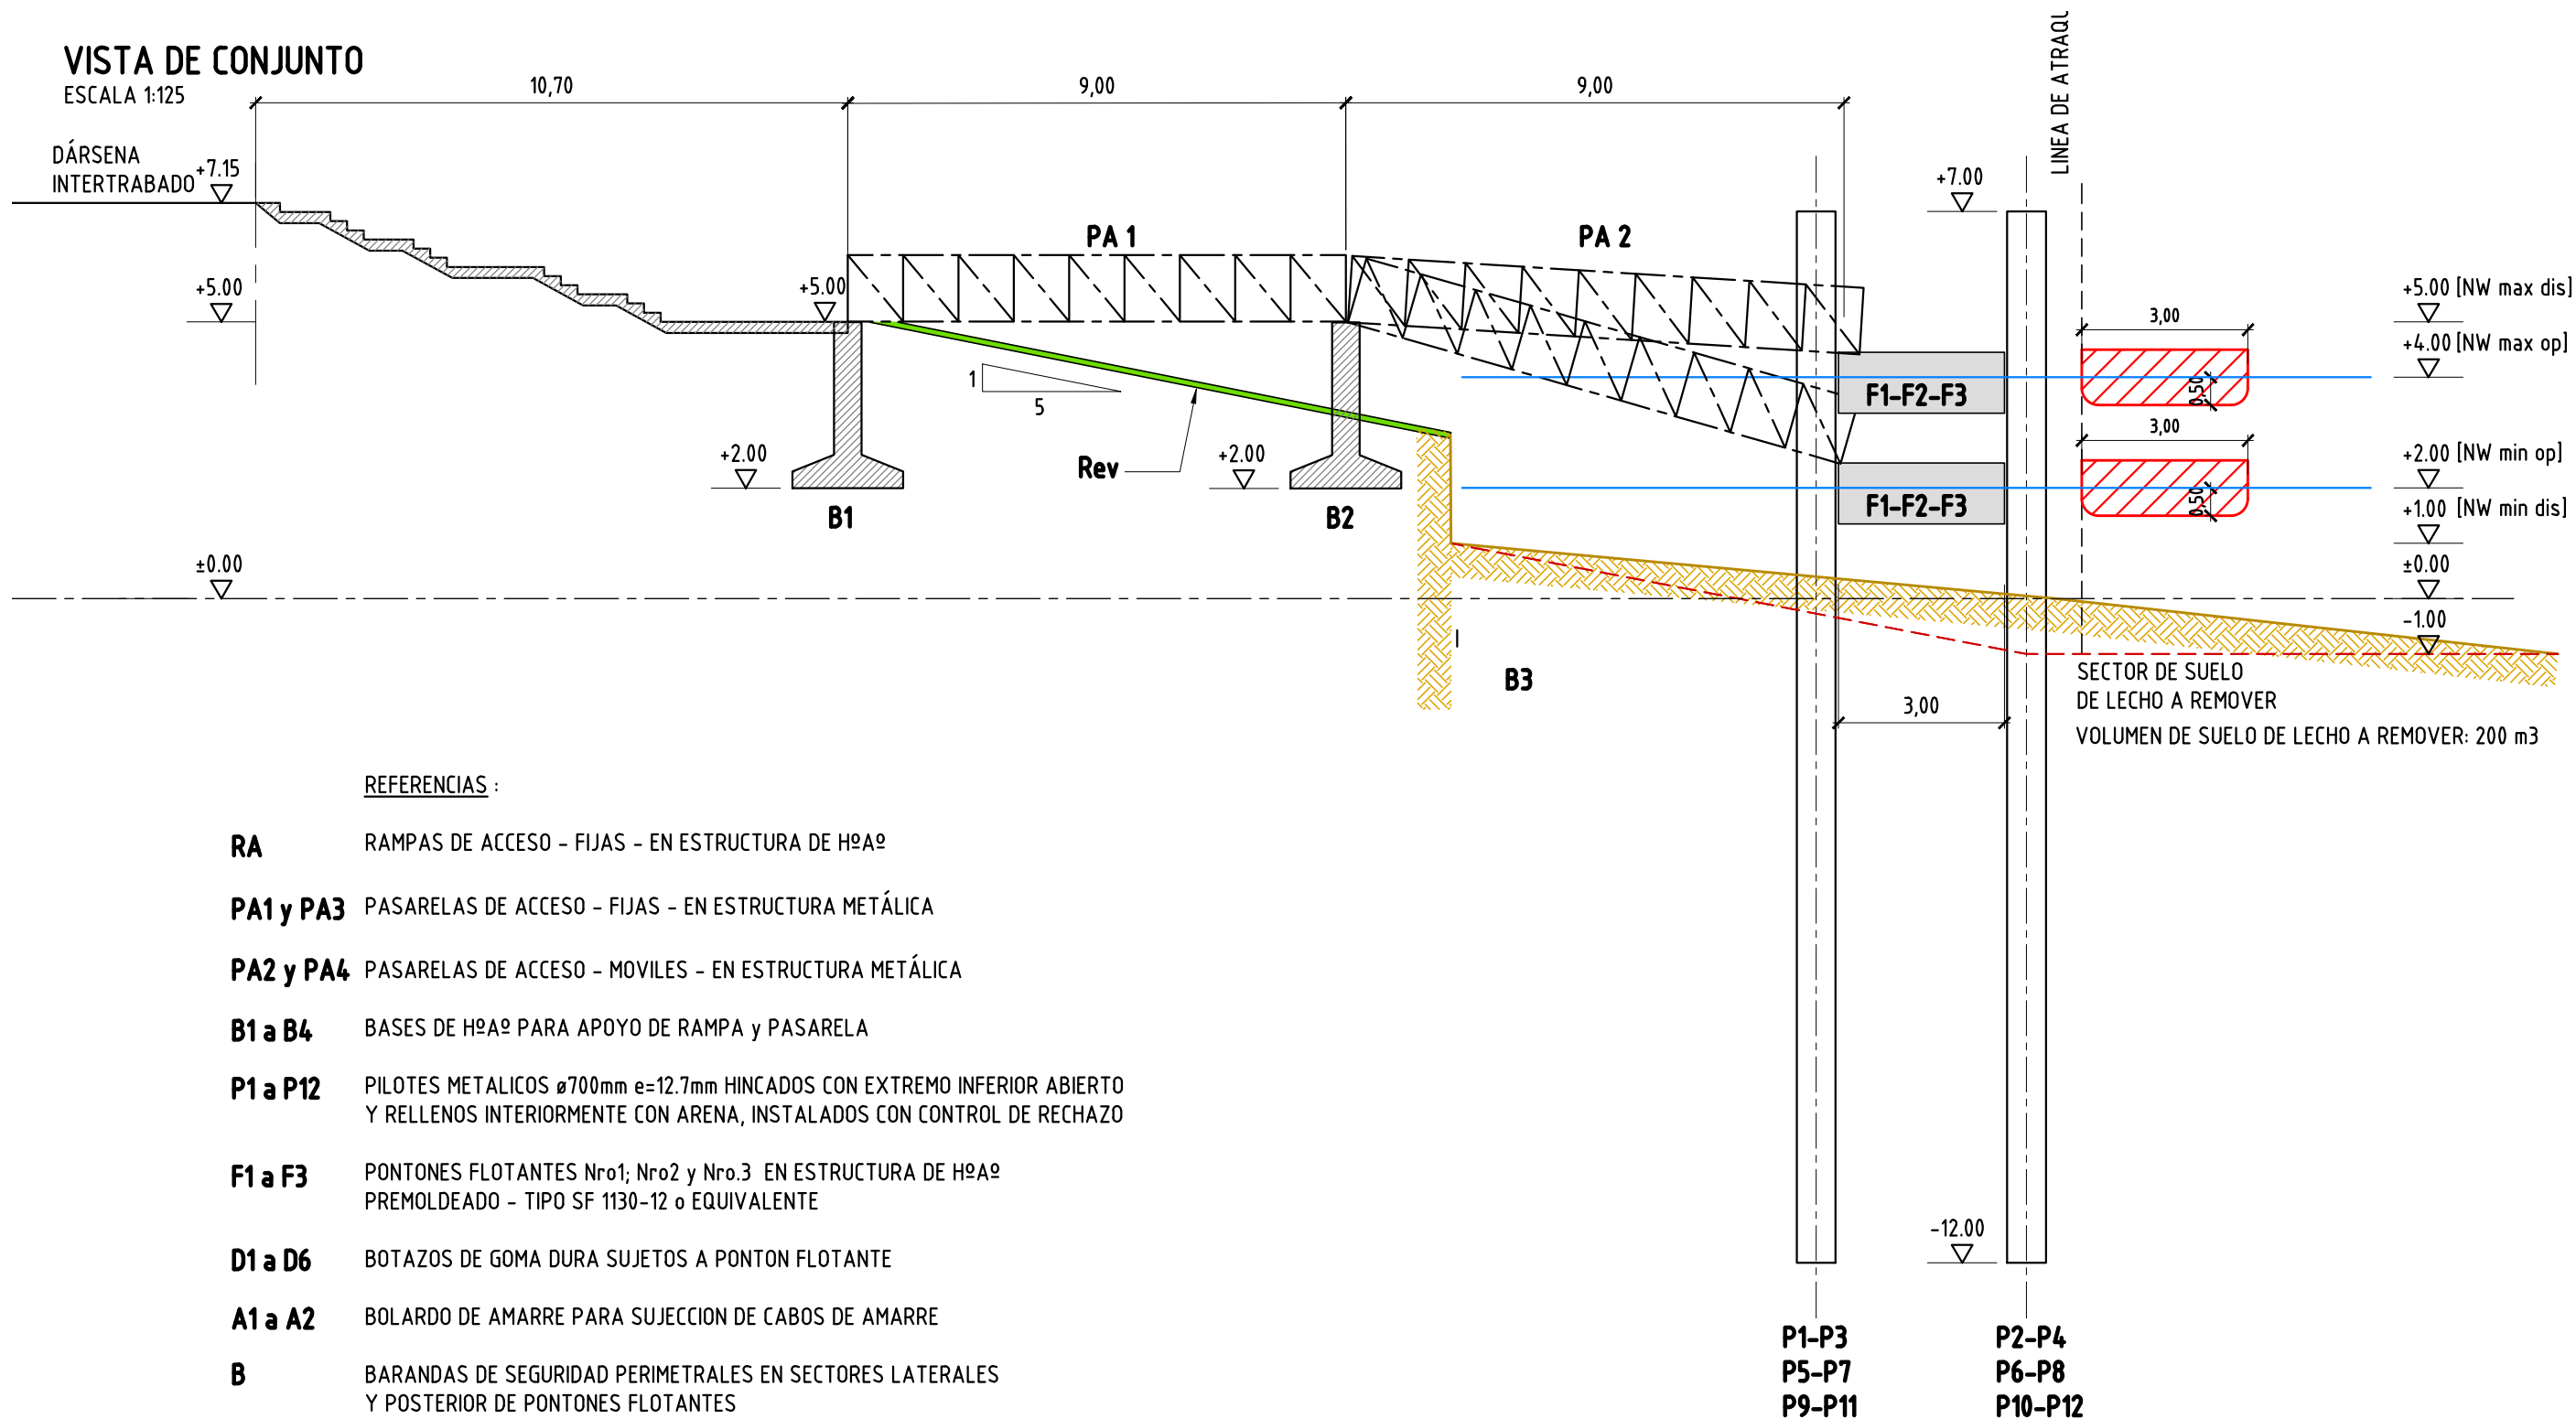 VISTA DE CONJUNTO
ESCALA 1:125
10,70
9,00
9,00
LINEA DE ATRAQU
DÁRSENA
INTERTRABADO
+7.15
+7.00
PA 1
PA 2
+5.00
+5.00
+5.00 [NW max dis]
3,00
+4.00 [NW max op]
1
5
F1-F2-F3
0,50
3,00
+2.00
+2.00
Rev
+2.00 [NW min op]
B1
B2
F1-F2-F3
0,50
+1.00 [NW min dis]
±0.00
±0.00
-1.00
B3
SECTOR DE SUELO
DE LECHO A REMOVER
3,00
VOLUMEN DE SUELO DE LECHO A REMOVER: 200 m3
REFERENCIAS :
RA RAMPAS DE ACCESO - FIJAS - EN ESTRUCTURA DE HºAº
PA1 y PA3 PASARELAS DE ACCESO - FIJAS - EN ESTRUCTURA METÁLICA
PA2 y PA4 PASARELAS DE ACCESO - MOVILES - EN ESTRUCTURA METÁLICA
B1 a B4 BASES DE HºAº PARA APOYO DE RAMPA y PASARELA
P1 a P12 PILOTES METALICOS ø700mm e=12.7mm HINCADOS CON EXTREMO INFERIOR ABIERTO
Y RELLENOS INTERIORMENTE CON ARENA, INSTALADOS CON CONTROL DE RECHAZO
F1 a F3 PONTONES FLOTANTES Nro1; Nro2 y Nro.3 EN ESTRUCTURA DE HºAº
PREMOLDEADO - TIPO SF 1130-12 o EQUIVALENTE
D1 a D6 BOTAZOS DE GOMA DURA SUJETOS A PONTON FLOTANTE
A1 a A2 BOLARDO DE AMARRE PARA SUJECCION DE CABOS DE AMARRE
B BARANDAS DE SEGURIDAD PERIMETRALES EN SECTORES LATERALES
Y POSTERIOR DE PONTONES FLOTANTES
-12.00
P1-P3
P5-P7
P9-P11
P2-P4
P6-P8
P10-P12